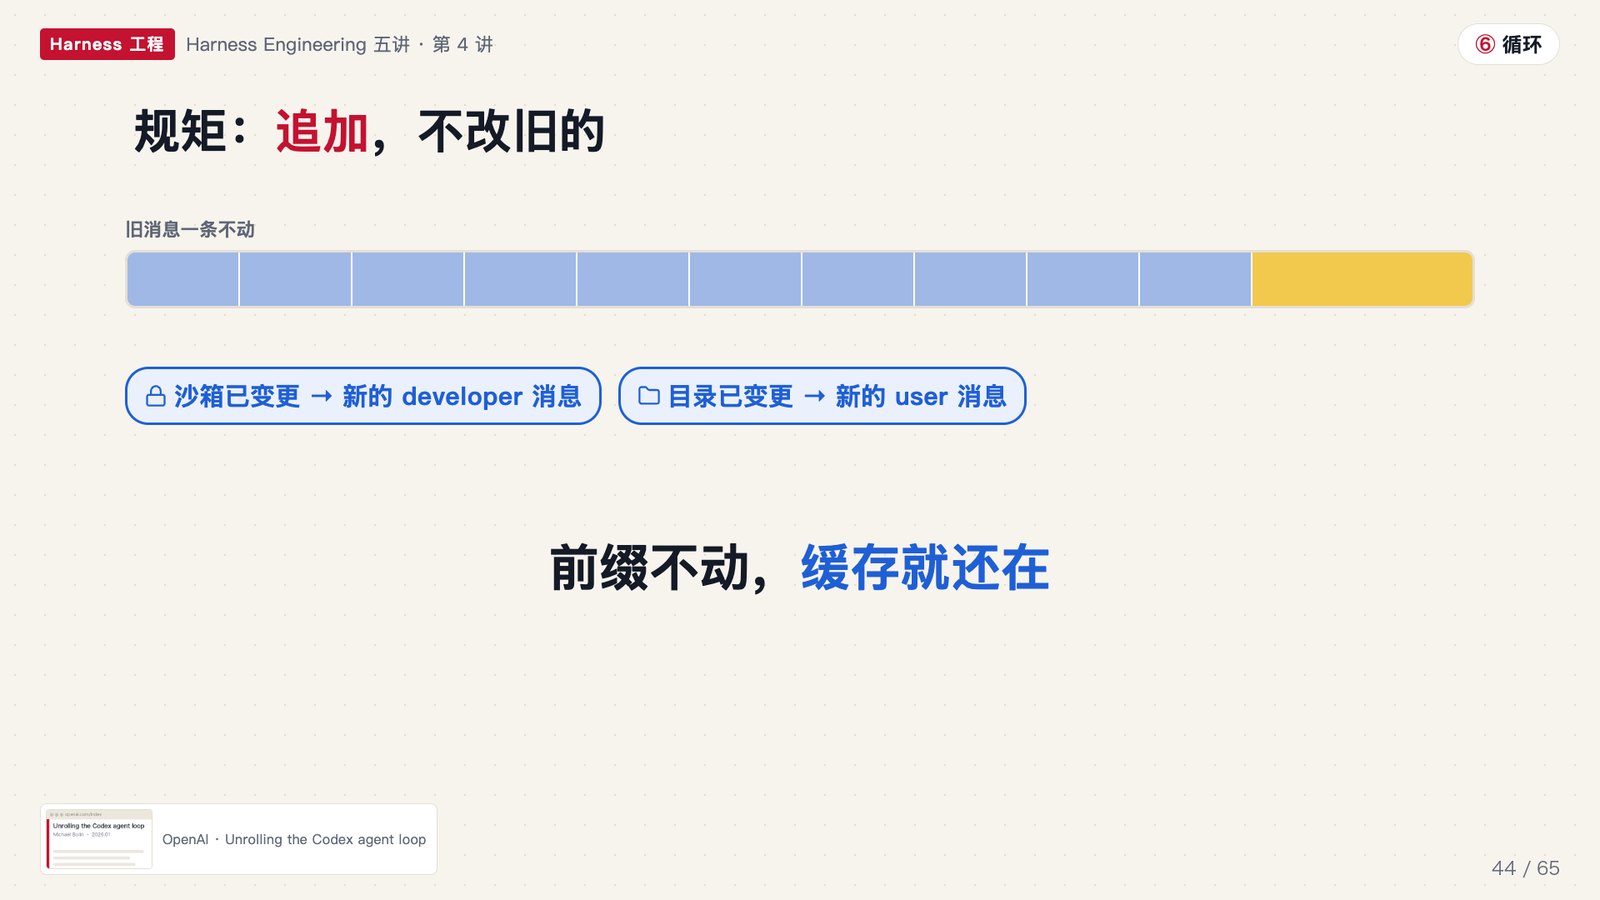 Harness 工程 Harness Engineering 五讲 · 第 4 讲
⑥ 循环
规矩：追加，不改旧的
旧消息一条不动
沙箱已变更 → 新的 developer 消息
目录已变更 → 新的 user 消息
前缀不动，缓存就还在
Unrolling the Codex agent loop
OpenAI · Unrolling the Codex agent loop
44 / 65